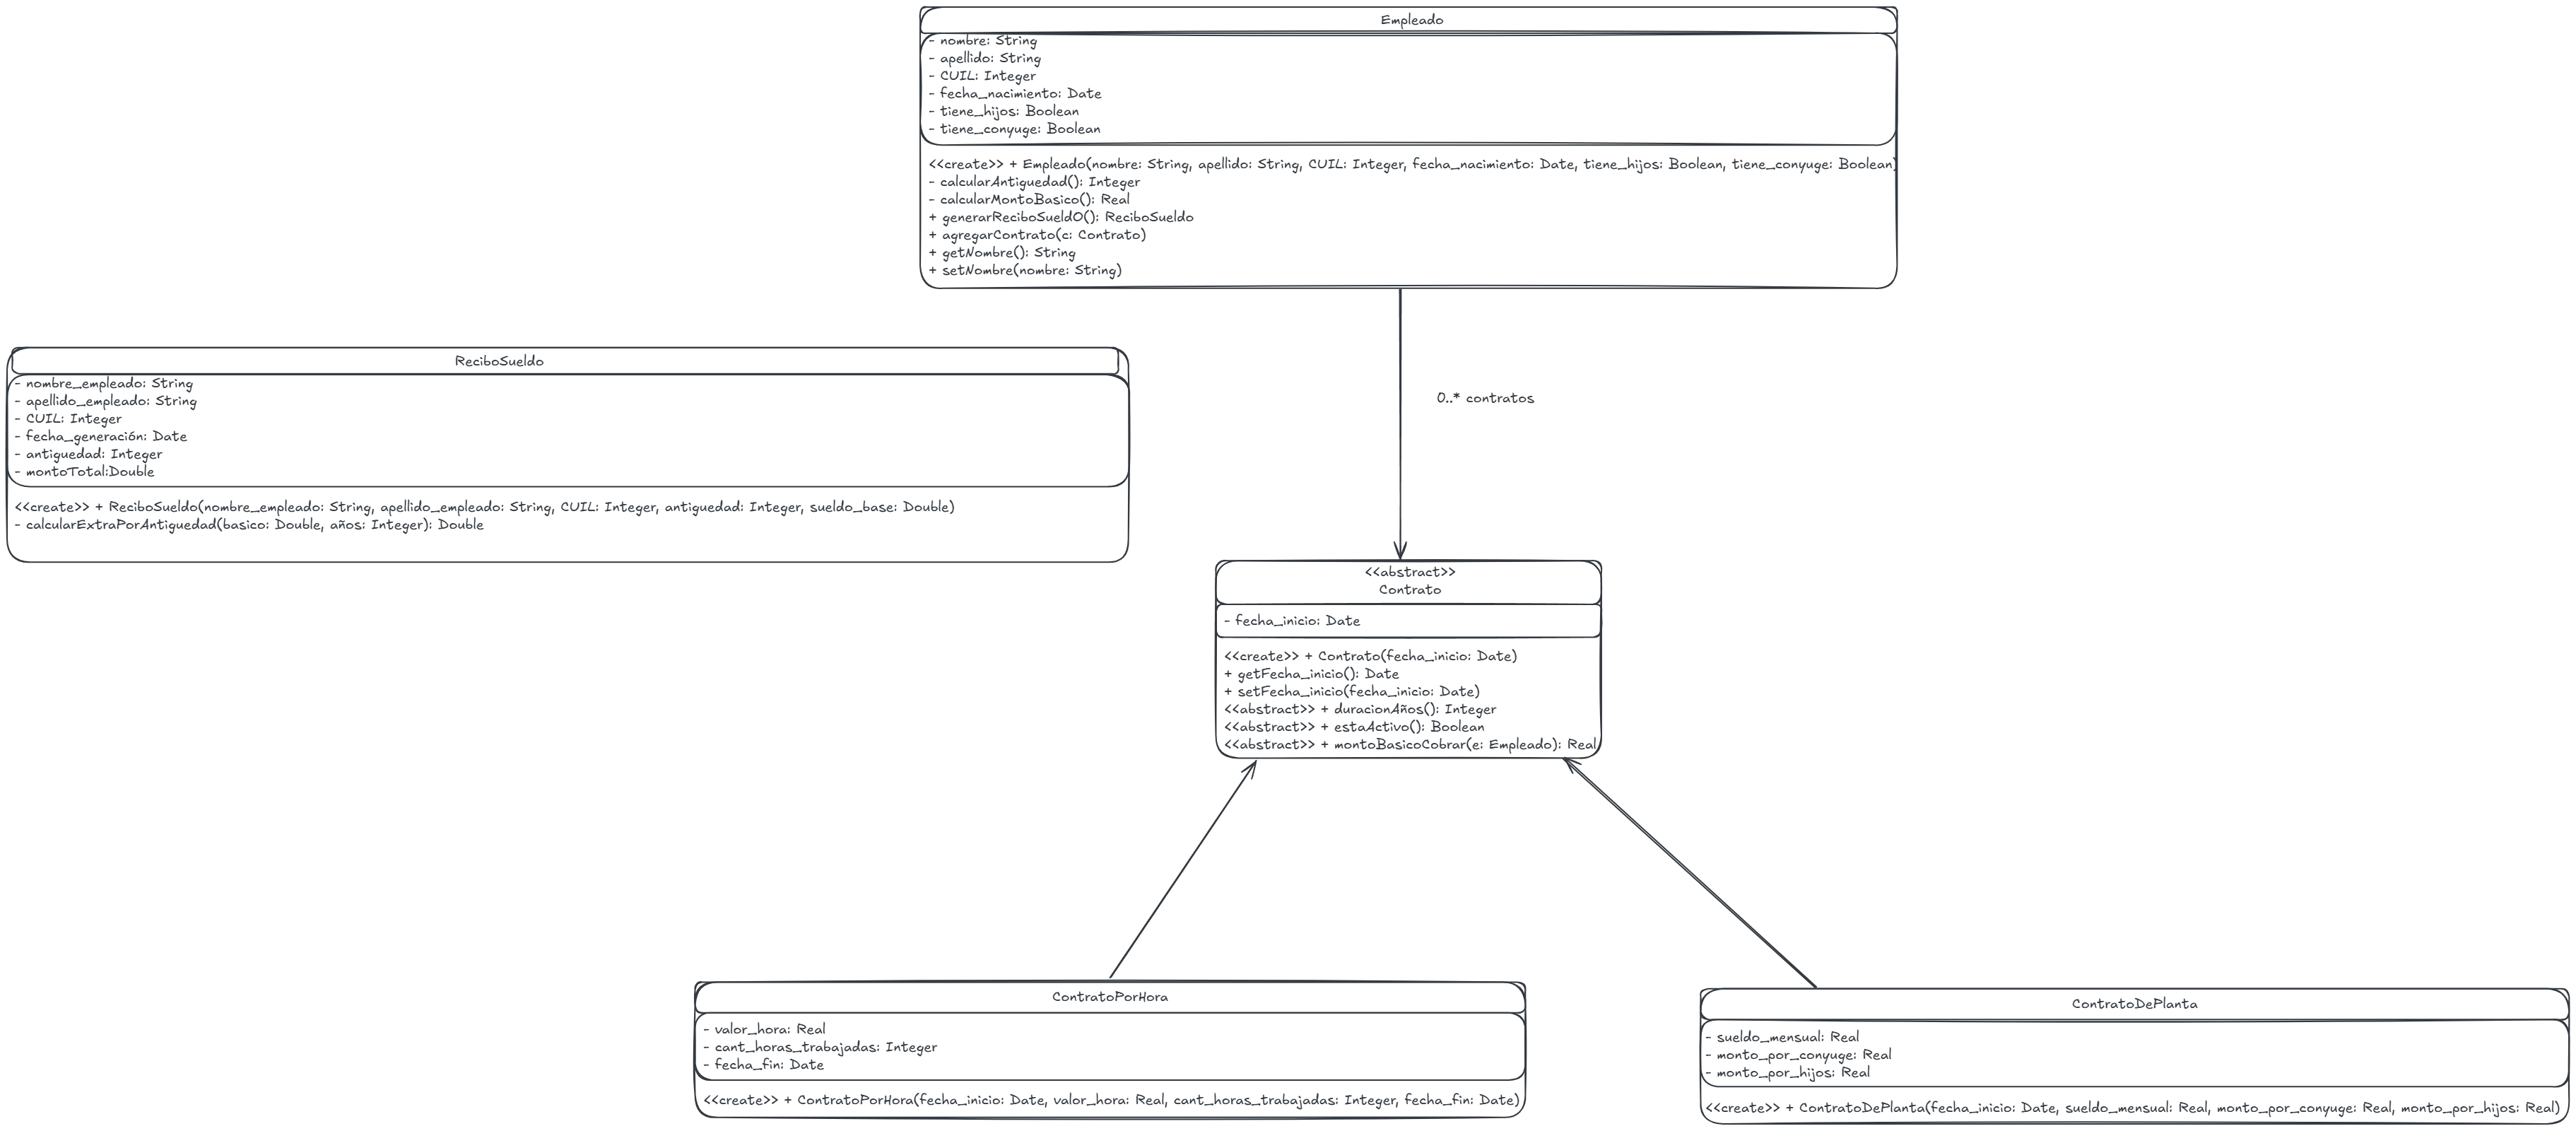 Empleado
- nombre: String
- apellido: String
- CUIL: Integer
- fecha_nacimiento: Date
- tiene_hijos: Boolean
- tiene_conyuge: Boolean
<<create>> + Empleado(nombre: String, apellido: String, CUIL: Integer, fecha_nacimiento: Date, tiene_hijos: Boolean, tiene_conyuge: Boolean)
- calcularAntiguedad(): Integer
- calcularMontoBasico(): Real
+ generarReciboSueldO(): ReciboSueldo
+ agregarContrato(c: Contrato)
+ getNombre(): String
+ setNombre(nombre: String)
ReciboSueldo
- nombre_empleado: String
- apellido_empleado: String
- CUIL: Integer
- fecha_generación: Date
- antiguedad: Integer
- montoTotal:Double
<<create>> + ReciboSueldo(nombre_empleado: String, apellido_empleado: String, CUIL: Integer, antiguedad: Integer, sueldo_base: Double)
- calcularExtraPorAntiguedad(basico: Double, años: Integer): Double
0..* contratos
<<abstract>>
Contrato
- fecha_inicio: Date
<<create>> + Contrato(fecha_inicio: Date)
+ getFecha_inicio(): Date
+ setFecha_inicio(fecha_inicio: Date)
<<abstract>> + duracionAños(): Integer
<<abstract>> + estaActivo(): Boolean
<<abstract>> + montoBasicoCobrar(e: Empleado): Real
ContratoPorHora
- valor_hora: Real
- cant_horas_trabajadas: Integer
- fecha_fin: Date
<<create>> + ContratoPorHora(fecha_inicio: Date, valor_hora: Real, cant_horas_trabajadas: Integer, fecha_fin: Date)
ContratoDePlanta
- sueldo_mensual: Real
- monto_por_conyuge: Real
- monto_por_hijos: Real
<<create>> + ContratoDePlanta(fecha_inicio: Date, sueldo_mensual: Real, monto_por_conyuge: Real, monto_por_hijos: Real)